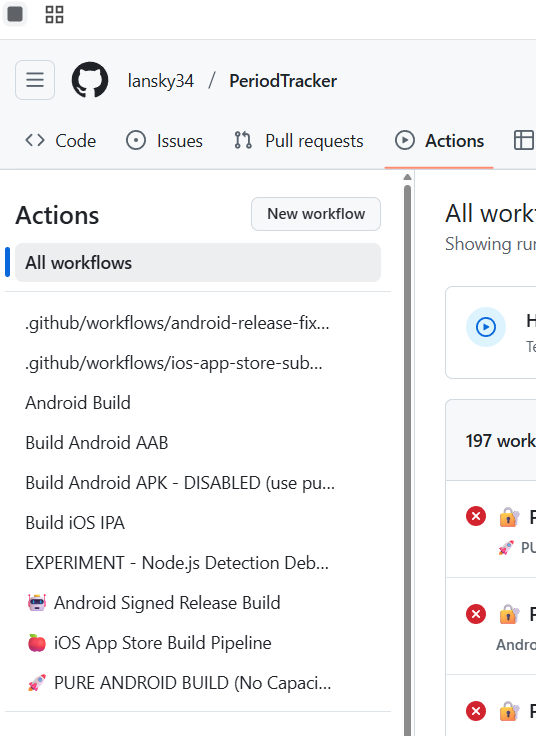 lansky34 / PeriodTracker
Code Issues Pull requests Actions
Actions
New workflow
All workflows
.github/workflows/android-release-fix...
.github/workflows/ios-app-store-sub...
Android Build
Build Android AAB
Build Android APK - DISABLED (use pu...
Build iOS IPA
EXPERIMENT - Node.js Detection Deb...
Android Signed Release Build
iOS App Store Build Pipeline
PURE ANDROID BUILD (No Capaci...
All work
Showing ru
H
Te
197 work
P
PU
P
Andro
P